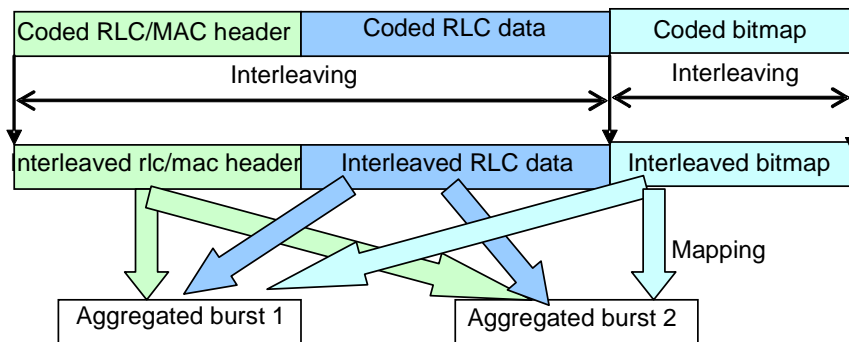 Coded RLC/MAC header
Coded RLC data
Coded bitmap
Interleaving
Interleaving
Interleaved rlc/mac header
Interleaved RLC data
Interleaved bitmap
Mapping
Aggregated burst 1
Aggregated burst 2